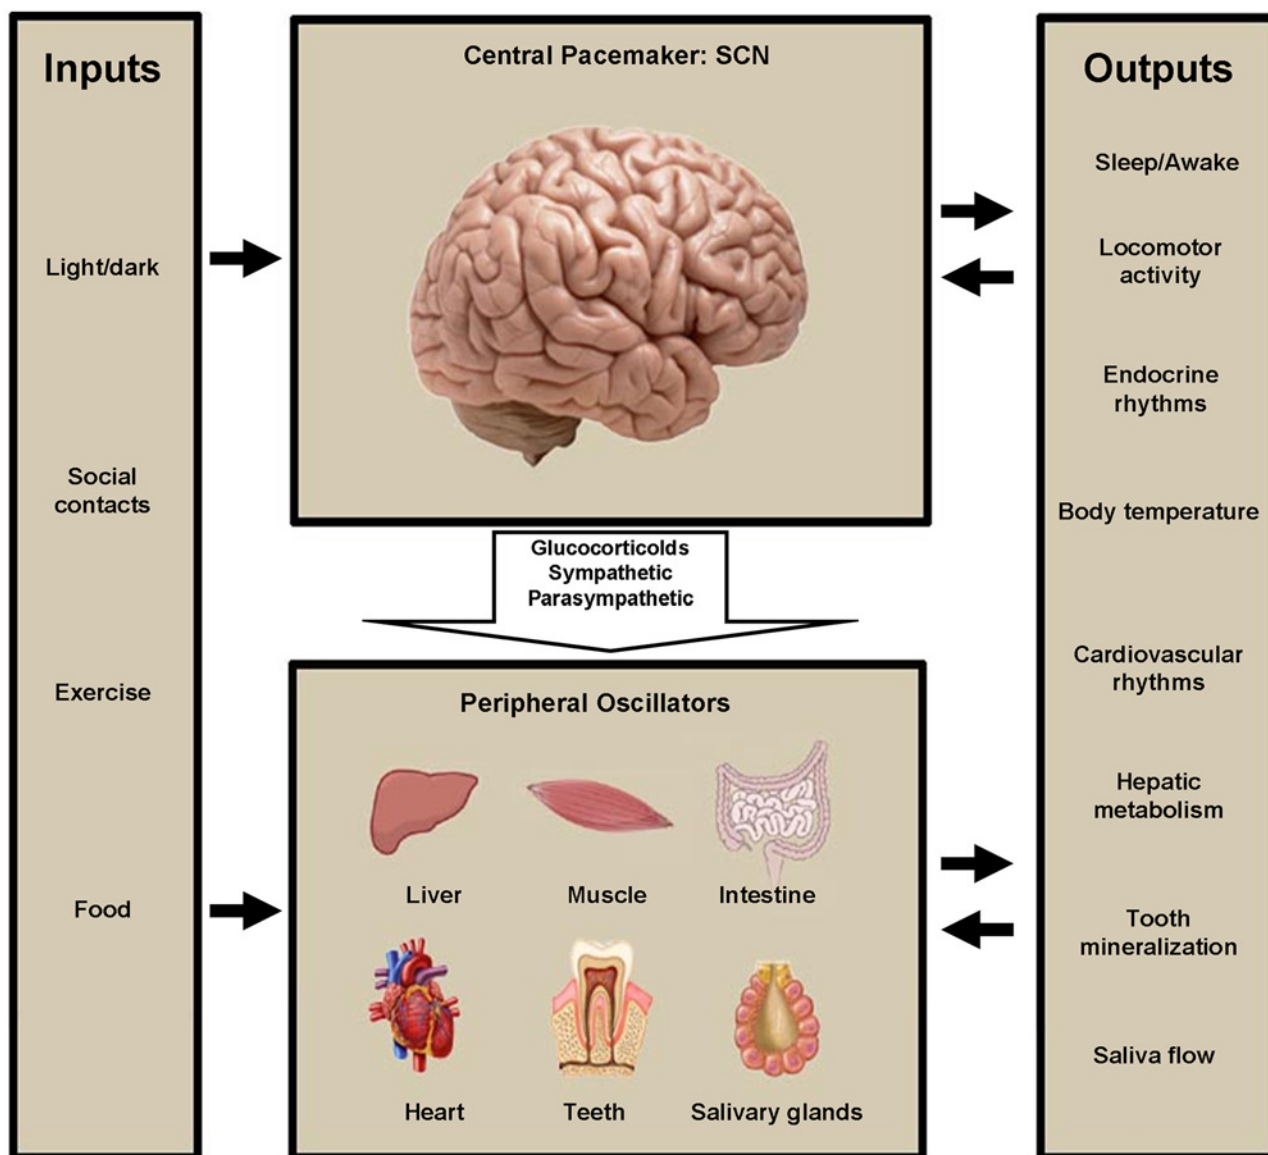 Inputs
Light/dark
Social
contacts
Exercise
Food
Central Pacemaker: SCN
Glucocorticolds
Sympathetic
Parasympathetic
Peripheral Oscillators
Liver
Muscle
Intestine
Heart
Teeth
Salivary glands
Outputs
Sleep/Awake
Locomotor
activity
Endocrine
rhythms
Body temperature
Cardiovascular
rhythms
Hepatic
metabolism
Tooth
mineralization
Saliva flow